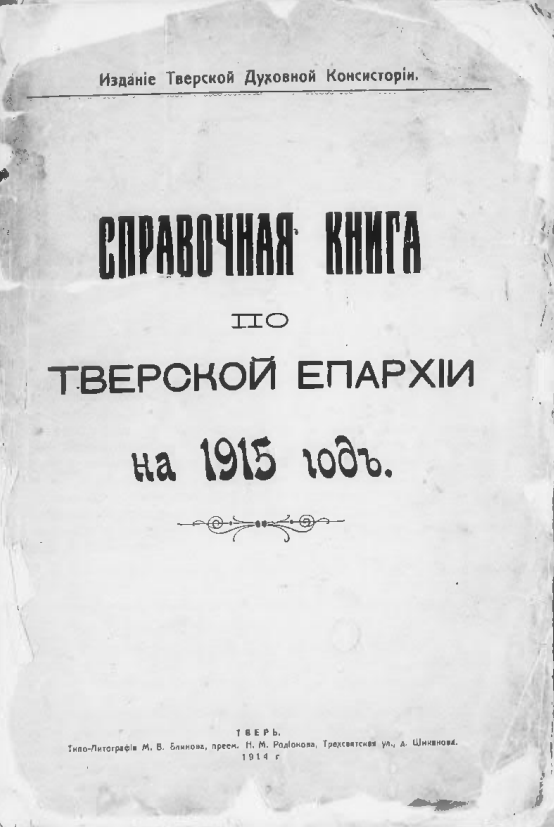 Изданіе Тверской Духовной Консисторіи.
СПРАВОЧНАЯ КНИГА
ПО
ТВЕРСКОЙ ЕПАРХІИ
на 1915 годъ.
ТВЕРЬ.
Типо-Литографія М. В. Блинова, преем. Н. М. Родіонова, Трехсвятская ул., д. Шиканова.
1914 г